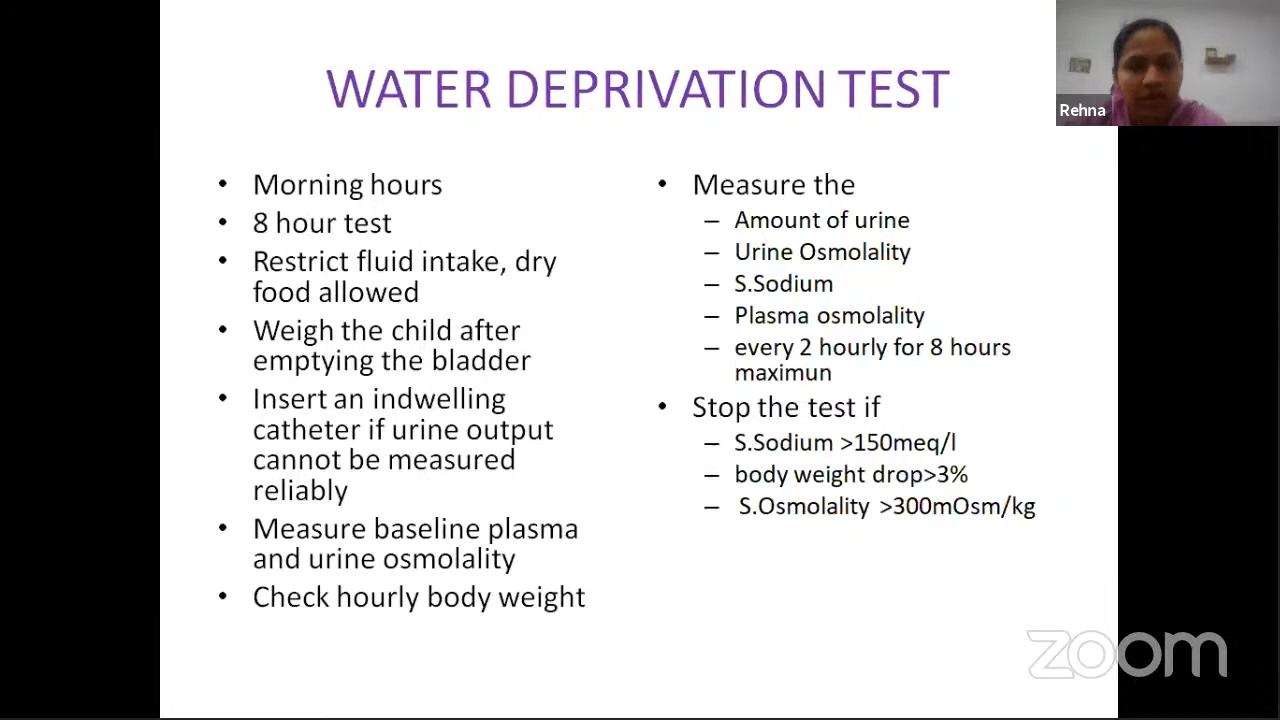 WATER DEPRIVATION TEST
Rehna
• Morning hours
• 8 hour test
• Restrict fluid intake, dry
food allowed
• Weigh the child after
emptying the bladder
• Insert an indwelling
catheter if urine output
cannot be measured
reliably
• Measure baseline plasma
and urine osmolality
• Check hourly body weight
• Measure the
– Amount of urine
– Urine Osmolality
– S.Sodium
– Plasma osmolality
– every 2 hourly for 8 hours
maximun
• Stop the test if
– S.Sodium >150meq/l
– body weight drop>3%
– S.Osmolality >300mOsm/kg
zoom